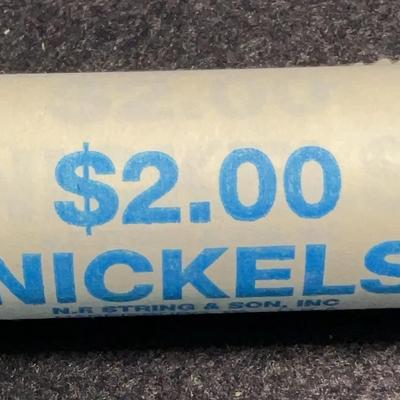 $2.00
NICKELS
N.F STRING & SON, INC